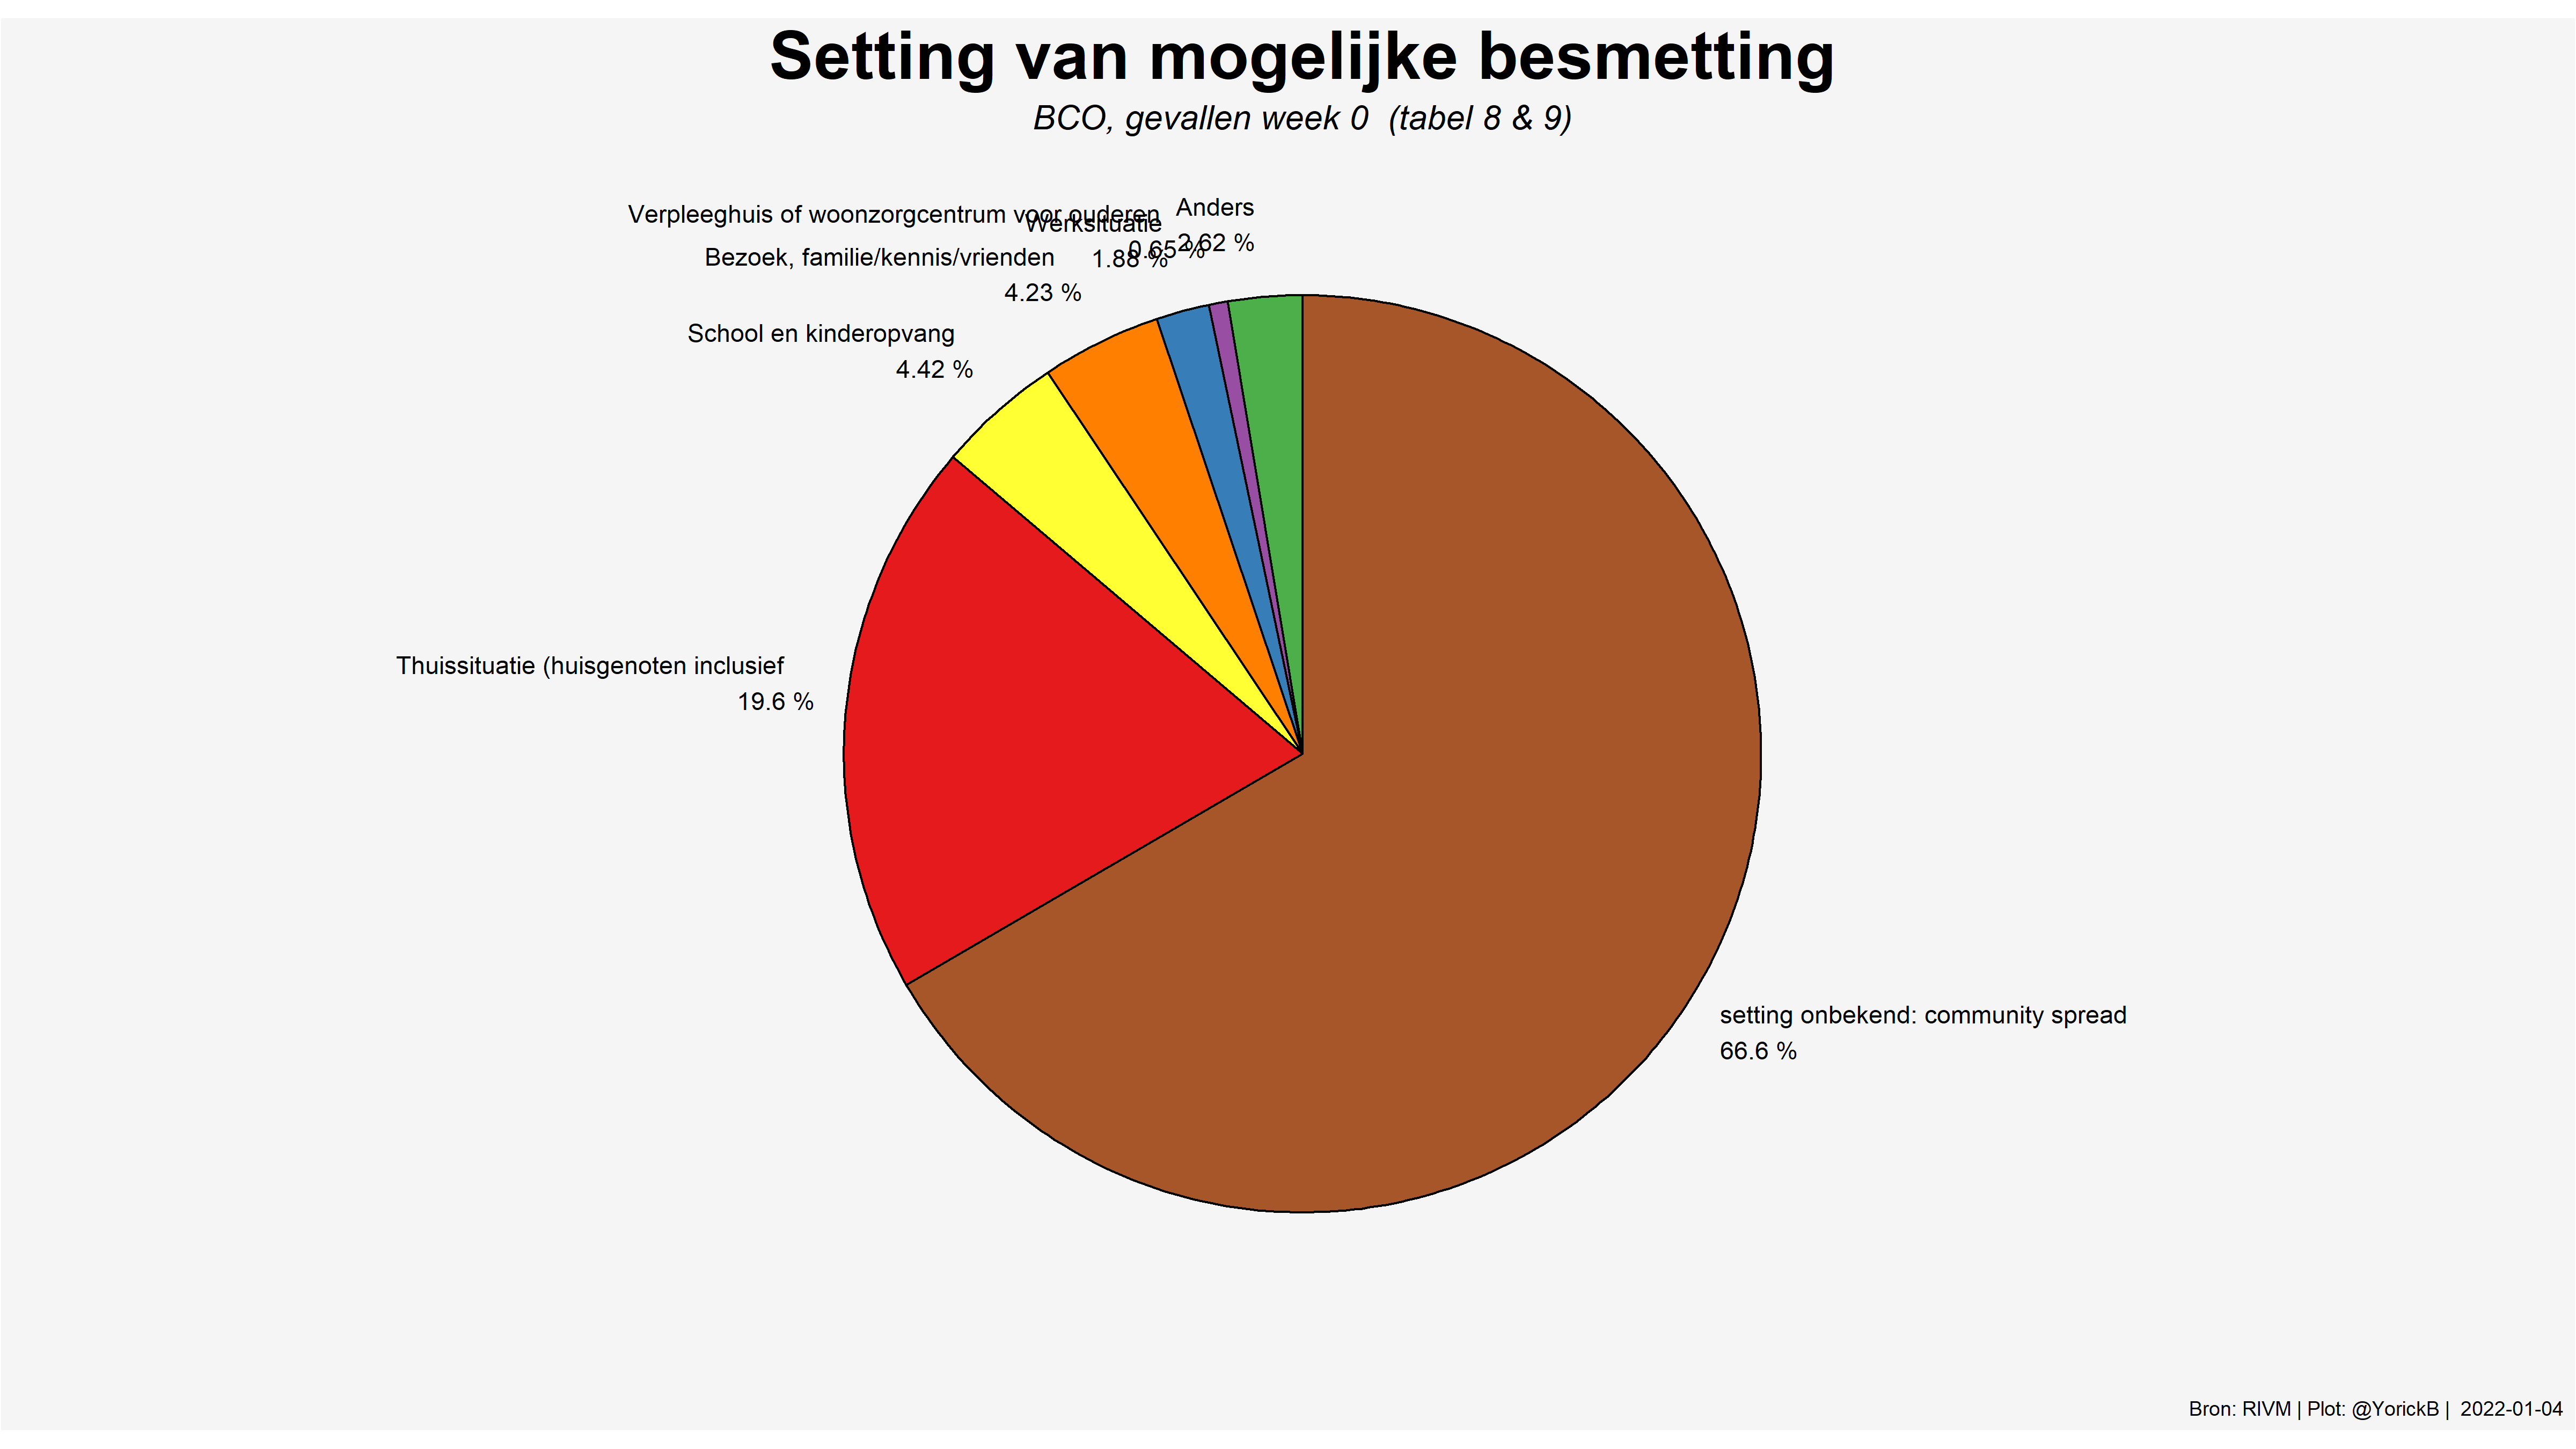 Setting van mogelijke besmetting
BCO, gevallen week 0 (tabel 8 & 9)
Verpleeghuis of woonzorgcentrum voor ouderen
0.65 %
Werksituatie
1.88 %
Anders
2.62 %
Bezoek, familie/kennis/vrienden
4.23 %
School en kinderopvang
4.42 %
Thuissituatie (huisgenoten inclusief
19.6 %
setting onbekend: community spread
66.6 %
Bron: RIVM | Plot: @YorickB | 2022-01-04